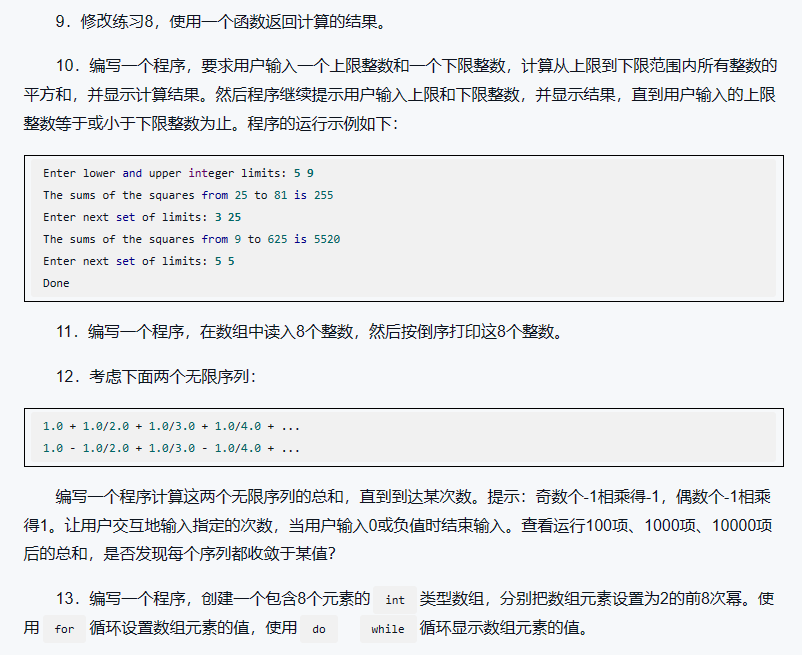 9．修改练习8，使用一个函数返回计算的结果。
10．编写一个程序，要求用户输入一个上限整数和一个下限整数，计算从上限到下限范围内所有整数的
平方和，并显示计算结果。然后程序继续提示用户输入上限和下限整数，并显示结果，直到用户输入的上限
整数等于或小于下限整数为止。程序的运行示例如下：
Enter lower and upper integer limits: 5 9
The sums of the squares from 25 to 81 is 255
Enter next set of limits: 3 25
The sums of the squares from 9 to 625 is 5520
Enter next set of limits: 5 5
Done
11．编写一个程序，在数组中读入8个整数，然后按倒序打印这8个整数。
12．考虑下面两个无限序列：
1.0 + 1.0/2.0 + 1.0/3.0 + 1.0/4.0 + ...
1.0 - 1.0/2.0 + 1.0/3.0 - 1.0/4.0 + ...
编写一个程序计算这两个无限序列的总和，直到到达某次数。提示：奇数个-1相乘得-1，偶数个-1相乘
得1。让用户交互地输入指定的次数，当用户输入0或负值时结束输入。查看运行100项、1000项、10000项
后的总和，是否发现每个序列都收敛于某值？
13．编写一个程序，创建一个包含8个元素的 int 类型数组，分别把数组元素设置为2的前8次幂。使
用 for 循环设置数组元素的值，使用 do while 循环显示数组元素的值。